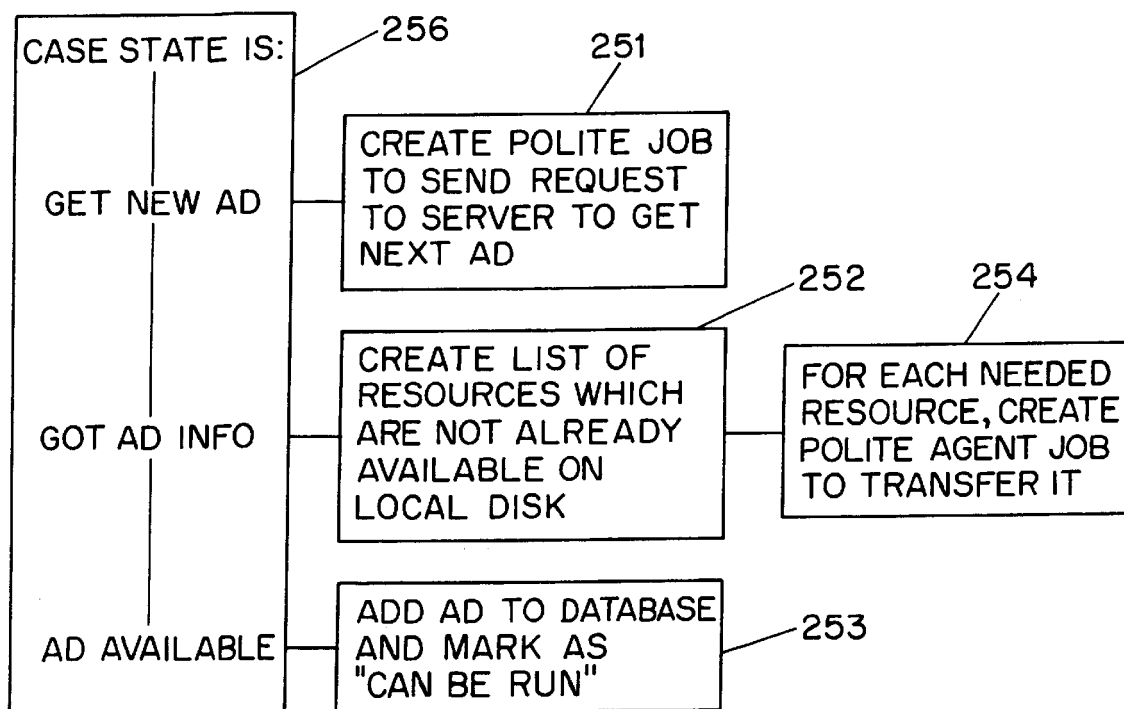 CASE STATE IS:
256
251
GET NEW AD
CREATE POLITE JOB
TO SEND REQUEST
TO SERVER TO GET
NEXT AD
252
254
GOT AD INFO
CREATE LIST OF
RESOURCES WHICH
ARE NOT ALREADY
AVAILABLE ON
LOCAL DISK
FOR EACH NEEDED
RESOURCE, CREATE
POLITE AGENT JOB
TO TRANSFER IT
AD AVAILABLE
ADD AD TO DATABASE
AND MARK AS
"CAN BE RUN"
253